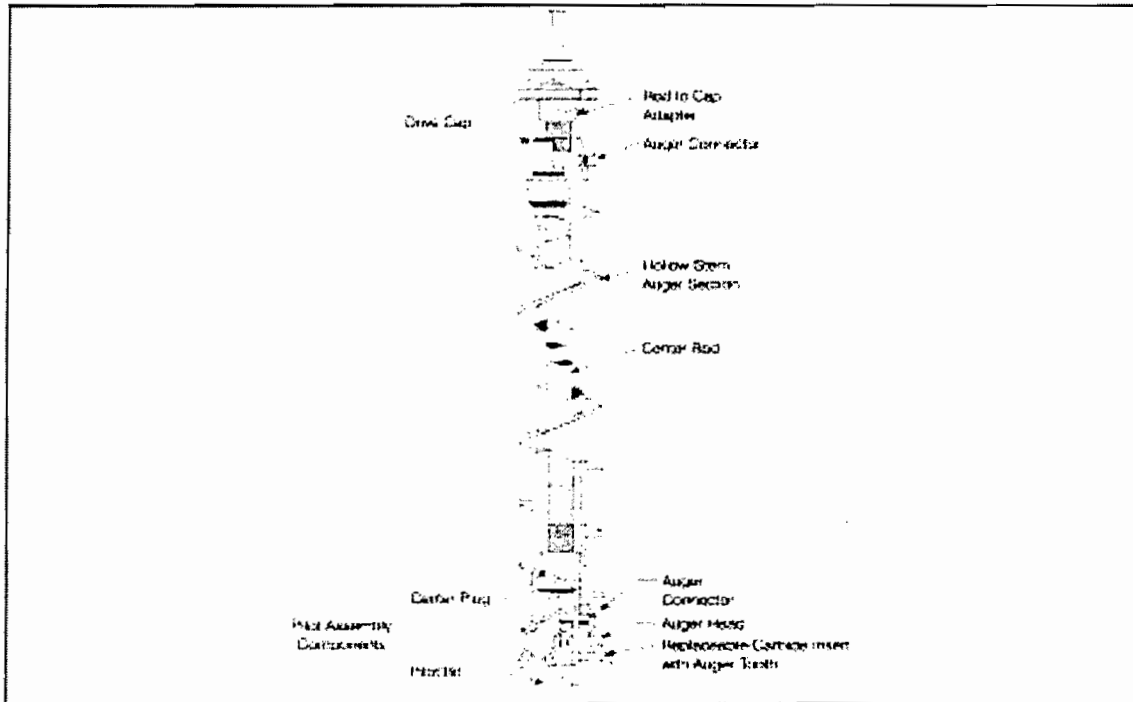 Drive Cap
Rod to Cap
Adapter
Auger Connector
Hollow Stem
Auger Section
Center Rod
Center Plug
Pilot Assembly
Components
Pilot Bit
Auger
Connector
Auger Head
Replaceable Carbide Insert
with Auger Tooth